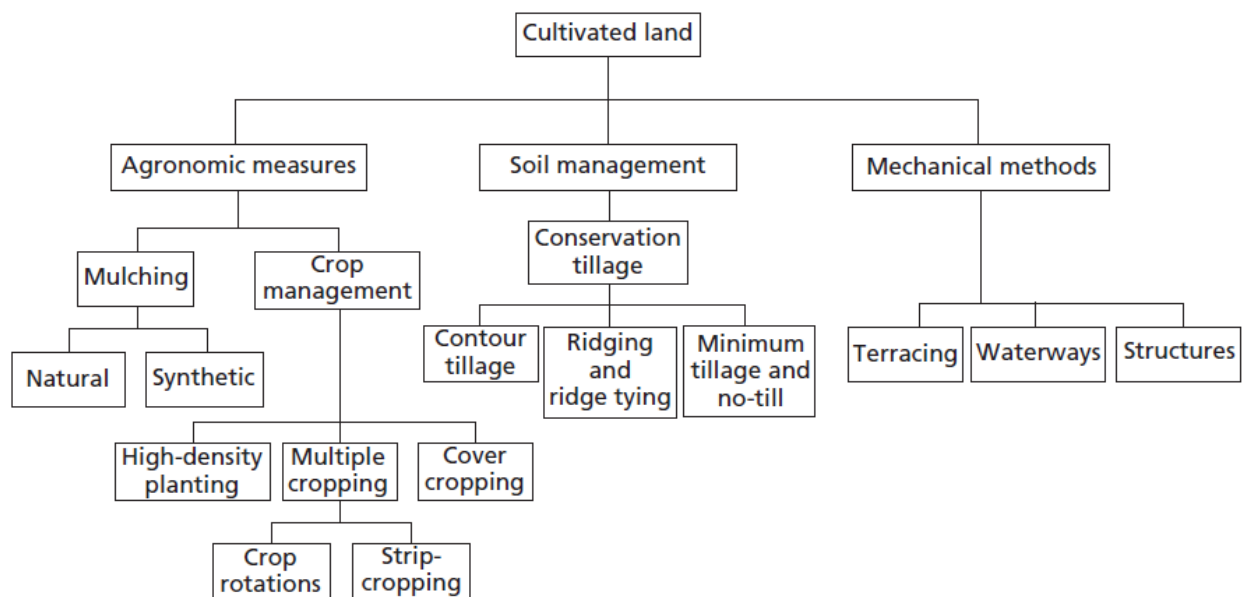 Cultivated land
Agronomic measures
Soil management
Mechanical methods
Mulching
Crop
management
Conservation
tillage
Natural
Synthetic
Contour
tillage
Ridging
and
ridge tying
Minimum
tillage and
no-till
Terracing
Waterways
Structures
High-density
planting
Multiple
cropping
Cover
cropping
Crop
rotations
Strip-
cropping